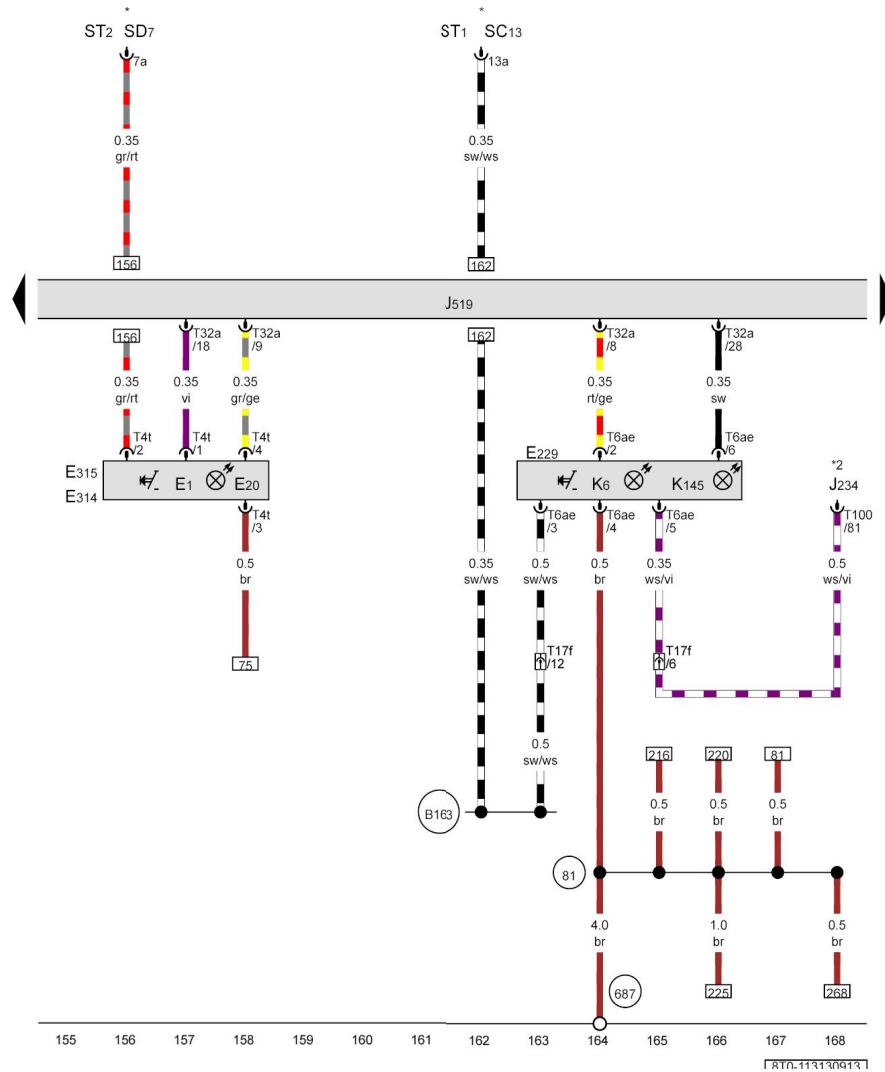 * *
ST2 SD7 ST1 SC13
7a 13a
0.35 0.35
gr/rt sw/ws
156 162
J519
156 T32a T32a 162 T32a T32a
/18 /9 /8 /28
0.35 0.35 0.35 0.35 0.35
gr/rt vi gr/ge rt/ge sw
T4t T4t T4t T6ae T6ae
/2 /1 /4 /2 /6
E229
E315 E1 E20 K6 K145 *2
E314 J234
T4t T6ae T6ae T6ae T100
/3 /3 /4 /5 /81
0.5 0.35 0.5 0.5 0.35 0.5
br sw/ws sw/ws br ws/vi ws/vi
T17f T17f
75 /12 /6
0.5 216 220 81
sw/ws
0.5 0.5 0.5
B163 br br br
81
4.0 1.0 0.5
br br br
687 225 268
155 156 157 158 159 160 161 162 163 164 165 166 167 168
8T0-113130913